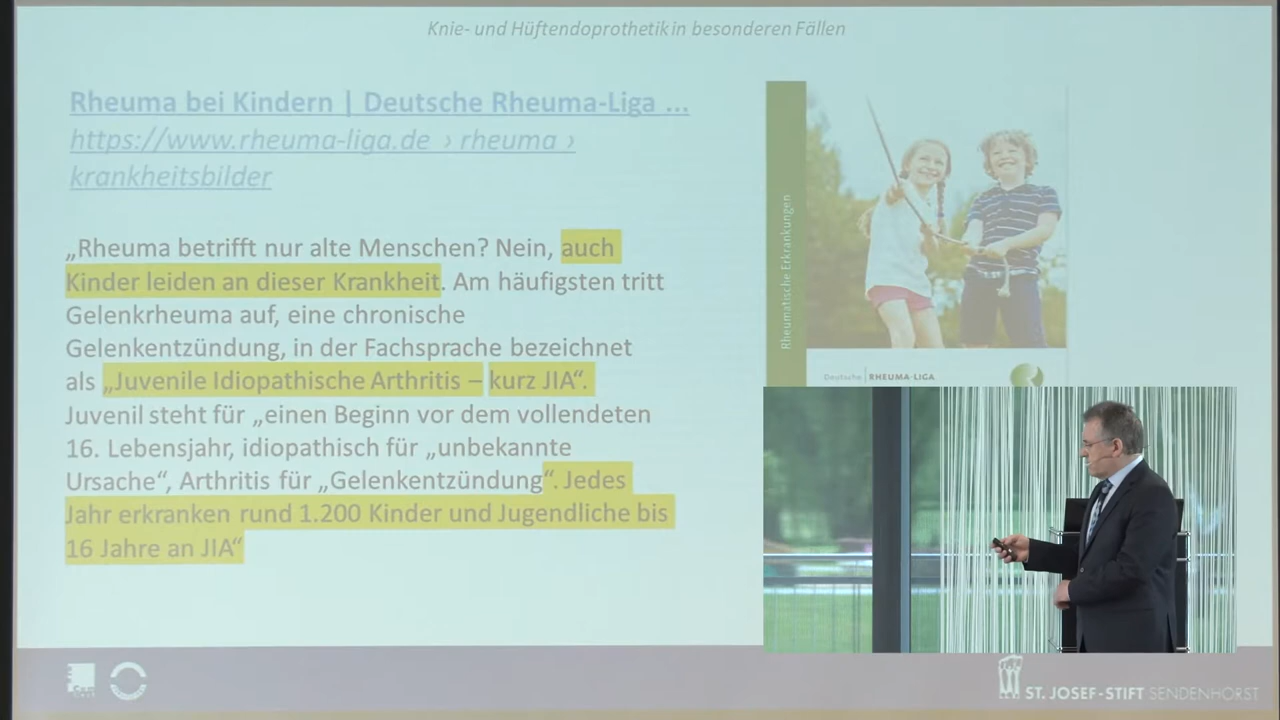 Knie- und Hüftendoprothetik in besonderen Fällen
Rheuma bei Kindern | Deutsche Rheuma-Liga ...
https://www.rheuma-liga.de › rheuma ›
krankheitsbilder
„Rheuma betrifft nur alte Menschen? Nein, auch
Kinder leiden an dieser Krankheit. Am häufigsten tritt
Gelenkrheuma auf, eine chronische
Gelenkentzündung, in der Fachsprache bezeichnet
als „Juvenile Idiopathische Arthritis – kurz JIA“.
Juvenil steht für „einen Beginn vor dem vollendeten
16. Lebensjahr, idiopathisch für „unbekannte
Ursache“, Arthritis für „Gelenkentzündung“. Jedes
Jahr erkranken rund 1.200 Kinder und Jugendliche bis
16 Jahre an JIA“
Rheumatische Erkrankungen
Deutsche | RHEUMA-LIGA
ST. JOSEF-STIFT SENDENHORST